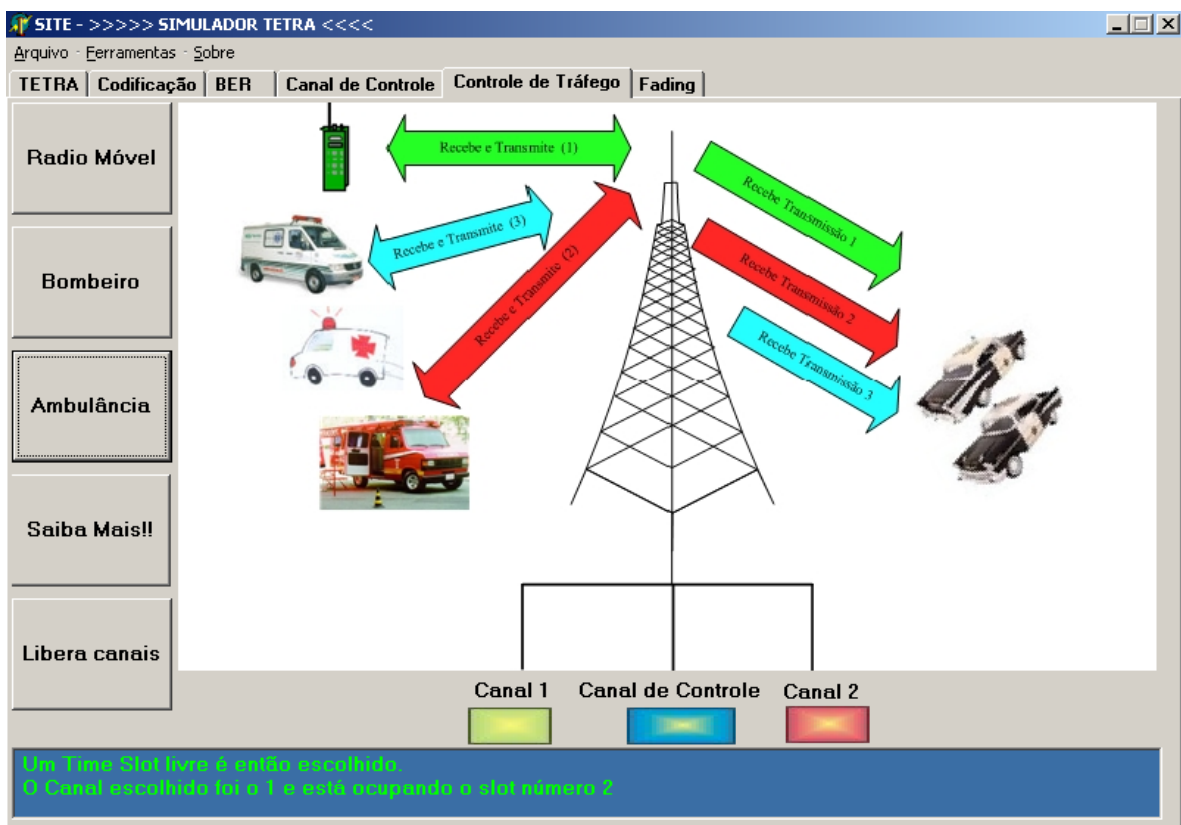 SITE - >>>>> SIMULADOR TETRA <<<<
Arquivo · Ferramentas · Sobre
TETRA Codificação BER Canal de Controle Controle de Tráfego Fading
Radio Móvel
Bombeiro
Ambulância
Saiba Mais!!
Libera canais
Recebe e Transmite (1)
Recebe e Transmite (3)
Recebe e Transmite (2)
Recebe Transmissão 1
Recebe Transmissão 2
Recebe Transmissão 3
Canal 1 Canal de Controle Canal 2
Um Time Slot livre é então escolhido.
O Canal escolhido foi o 1 e está ocupando o slot número 2